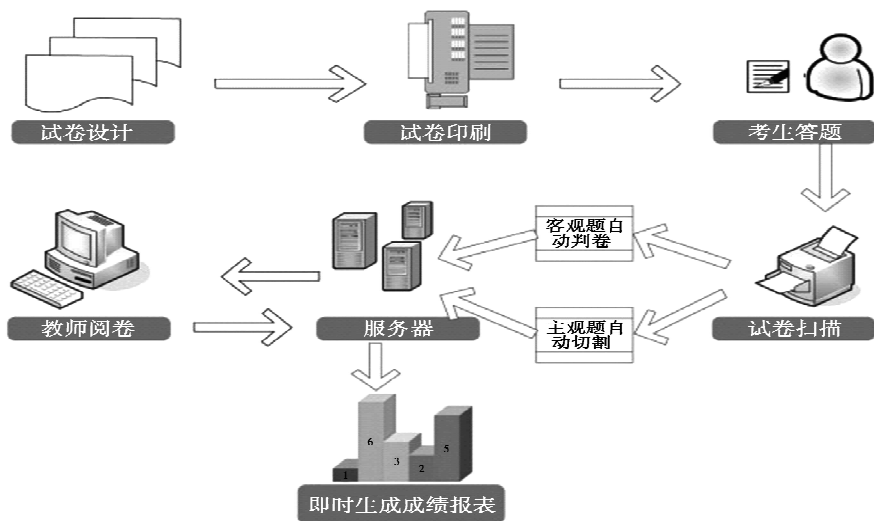 试卷设计
试卷印刷
考生答题
客观题自
动判卷
教师阅卷
服务器
主观题自
动切割
试卷扫描
1
6
3
2
5
即时生成成绩报表